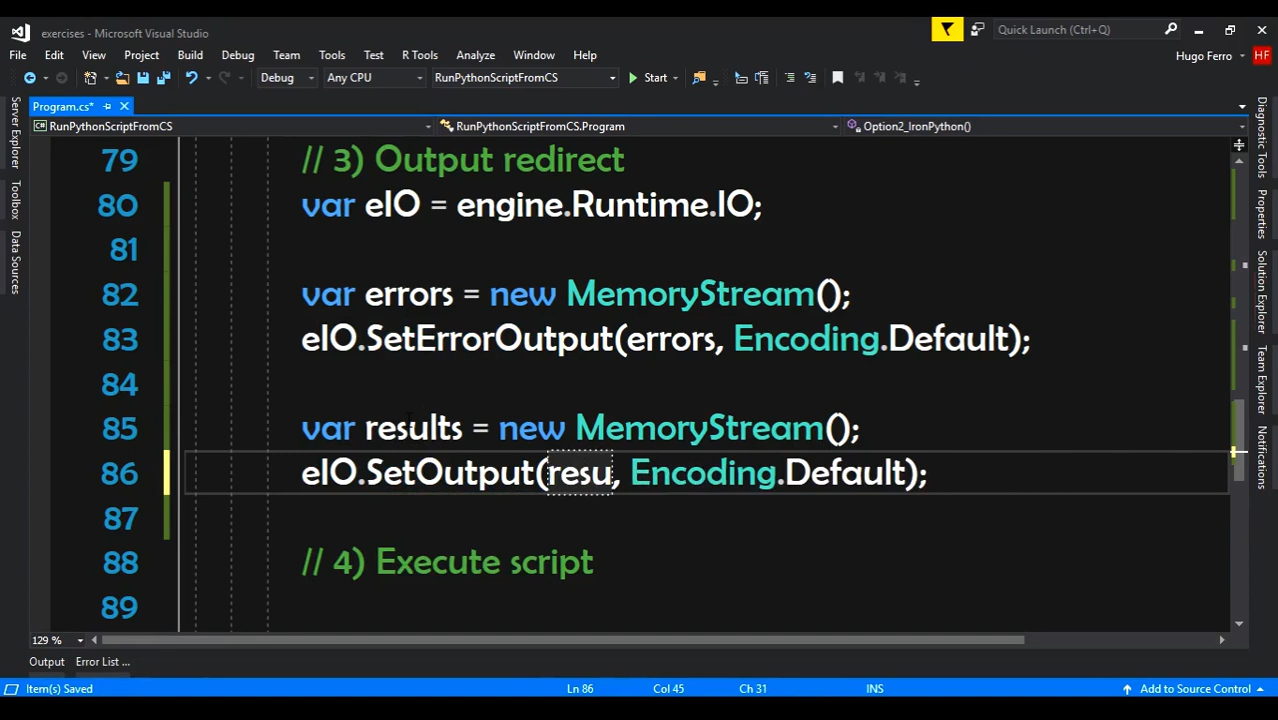 exercises - Microsoft Visual Studio
Quick Launch (Ctrl+Q)
File Edit View Project Build Debug Team Tools Test R Tools Analyze Window Help
Hugo Ferro HF
Debug Any CPU RunPythonScriptFromCS Start
Program.cs*
RunPythonScriptFromCS RunPythonScriptFromCS.Program Option2_IronPython()
Server Explorer
Toolbox
Data Sources
79 // 3) Output redirect
80 var eIO = engine.Runtime.IO;
81
82 var errors = new MemoryStream();
83 eIO.SetErrorOutput(errors, Encoding.Default);
84
85 var results = new MemoryStream();
86 eIO.SetOutput(resu, Encoding.Default);
87
88 // 4) Execute script
89
Diagnostic Tools
Properties
Solution Explorer
Team Explorer
Notifications
129 %
Output Error List ...
Item(s) Saved Ln 86 Col 45 Ch 31 INS Add to Source Control